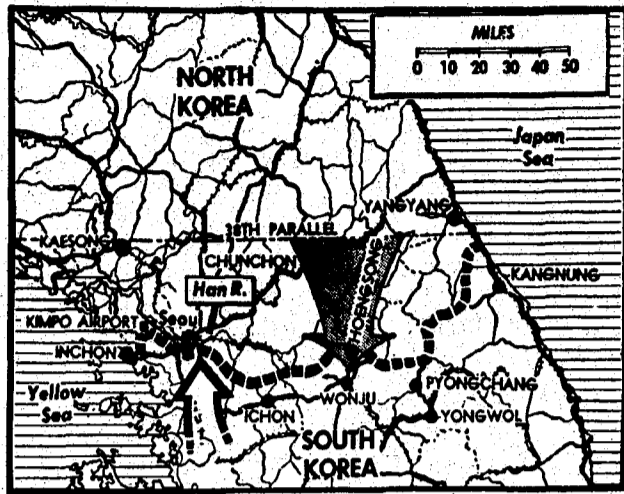 MILES
0 10 20 30 40 50
NORTH
KOREA
Japan
Sea
YANGYANG
38TH PARALLEL
KAESONG
CHUNCHON
HOENGSONG
Han R.
KANGNUNG
KIMPO AIRPORT
Seoul
INCHON
Yellow
Sea
ICHON
WONJU
PYONGCHANG
YONGWOL
SOUTH
KOREA